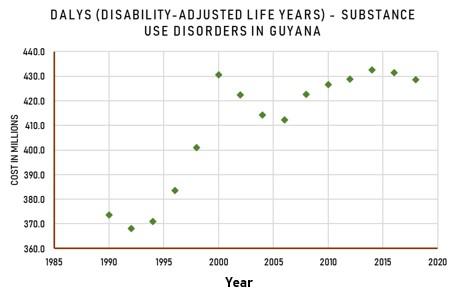 DALYS (DISABILITY-ADJUSTED LIFE YEARS) - SUBSTANCE
USE DISORDERS IN GUYANA
440.0
430.0
420.0
410.0
400.0
390.0
380.0
370.0
360.0
COST IN MILLIONS
1985 1990 1995 2000 2005 2010 2015 2020
Year